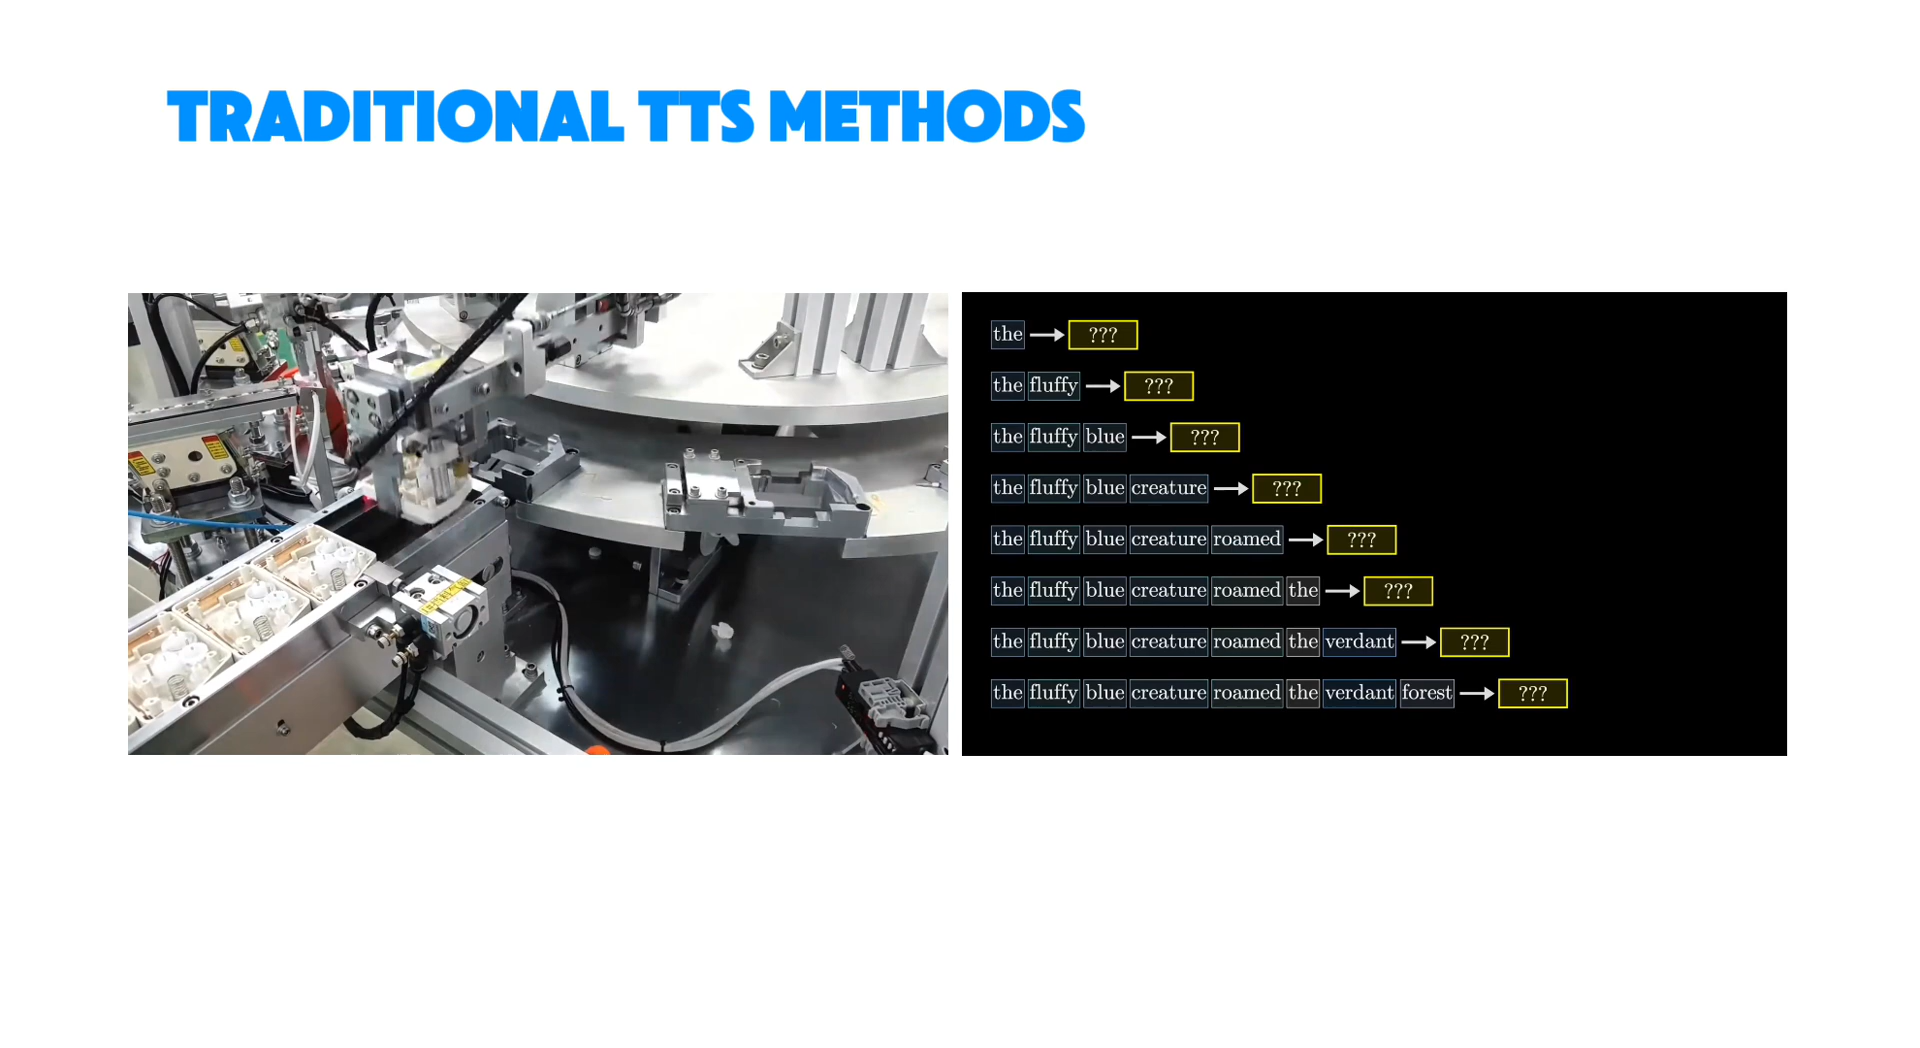 TRADITIONAL TTS METHODS
the → ???
the fluffy → ???
the fluffy blue → ???
the fluffy blue creature → ???
the fluffy blue creature roamed → ???
the fluffy blue creature roamed the → ???
the fluffy blue creature roamed the verdant → ???
the fluffy blue creature roamed the verdant forest → ???